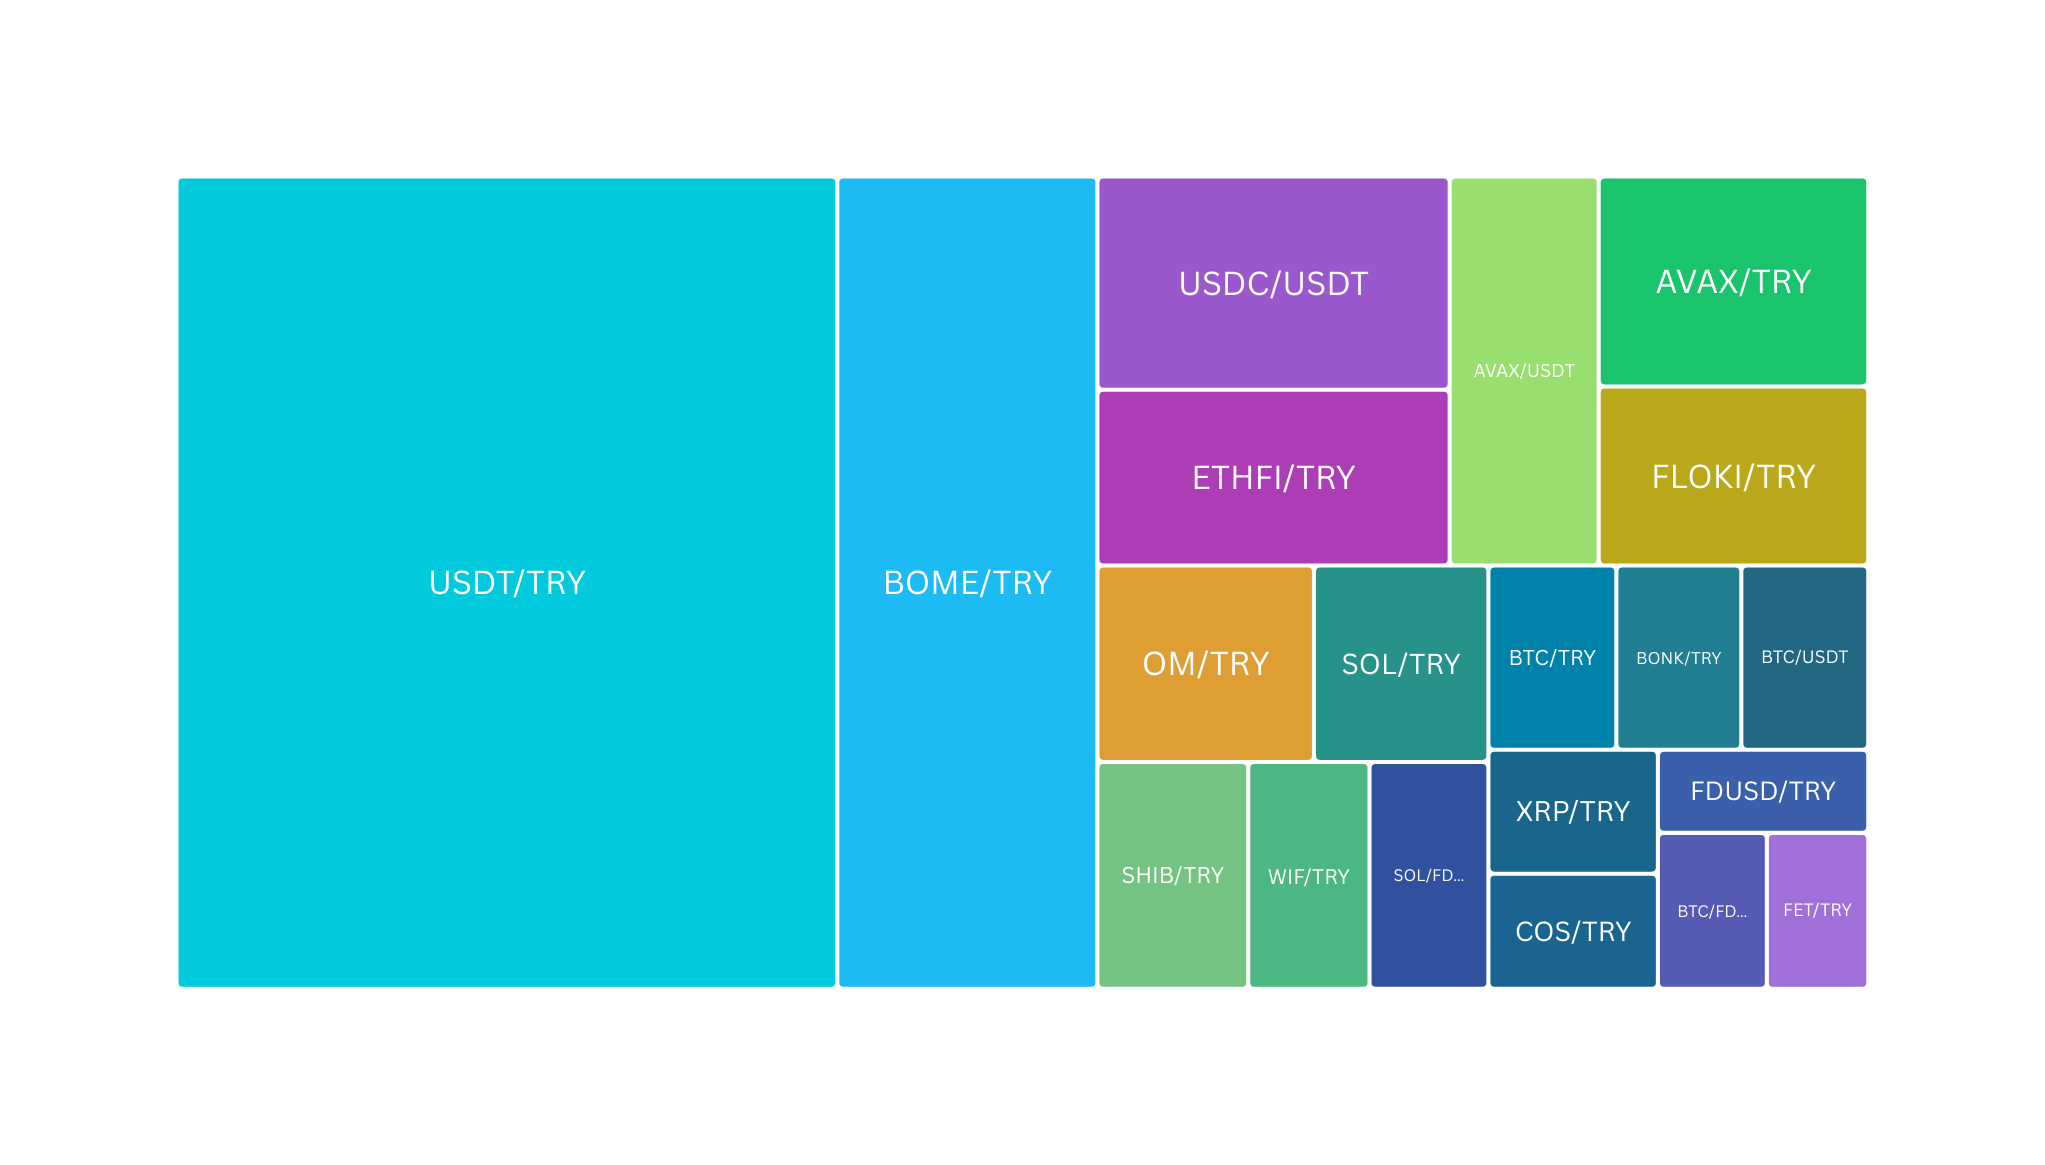 USDT/TRY
BOME/TRY
USDC/USDT
ETHFI/TRY
AVAX/USDT
AVAX/TRY
FLOKI/TRY
OM/TRY
SOL/TRY
BTC/TRY
BONK/TRY
BTC/USDT
SHIB/TRY
WIF/TRY
SOL/FD...
XRP/TRY
COS/TRY
FDUSD/TRY
BTC/FD...
FET/TRY